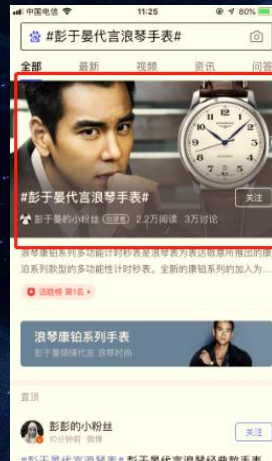 中国电信 11:25 80%
#彭于晏代言浪琴手表#
全部 最新 视频 资讯 问答
LONGINES
#彭于晏代言浪琴手表#
关注
彭于晏的小粉丝 2.2万阅读 3万讨论
浪琴康铂系列多功能计时秒表是浪琴表为表达敬意所推出的康
泊系列款型的多功能性计时秒表。全新的康铂系列的加入为...
话题榜 第1名
浪琴康铂系列手表
彭于晏倾情代言 浪琴时尚
置顶
彭彭的小粉丝
关注
10分钟前 微博
#彭于晏代言浪琴手表# 彭于晏代言浪琴经典款手表